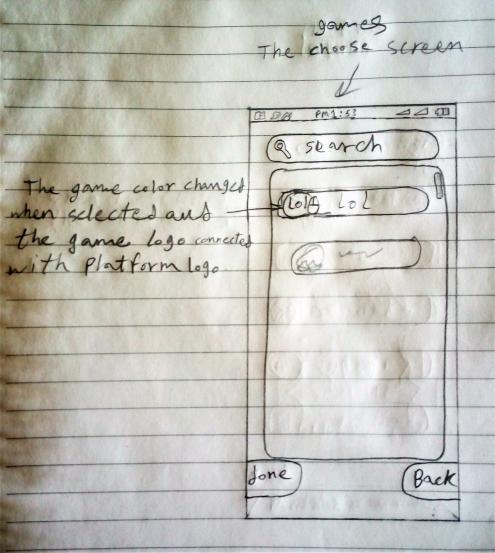 games
The choose screen
PM 1:53
search
The game color changed
when selected and
the game logo connected
with Platform logo
LoL LoL
done
Back